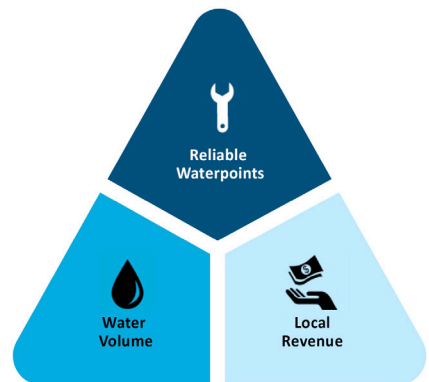 Reliable
Waterpoints
Water
Volume
$
Local
Revenue